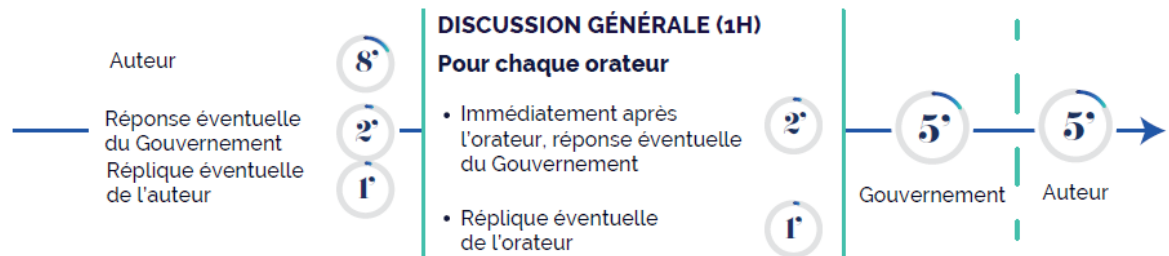 Auteur
8'
Réponse éventuelle
du Gouvernement
2'
Réplique éventuelle
de l'auteur
1'
DISCUSSION GÉNÉRALE (1H)
Pour chaque orateur
• Immédiatement après
l'orateur, réponse éventuelle
du Gouvernement
2'
• Réplique éventuelle
de l'orateur
1'
5'
Gouvernement
5'
Auteur